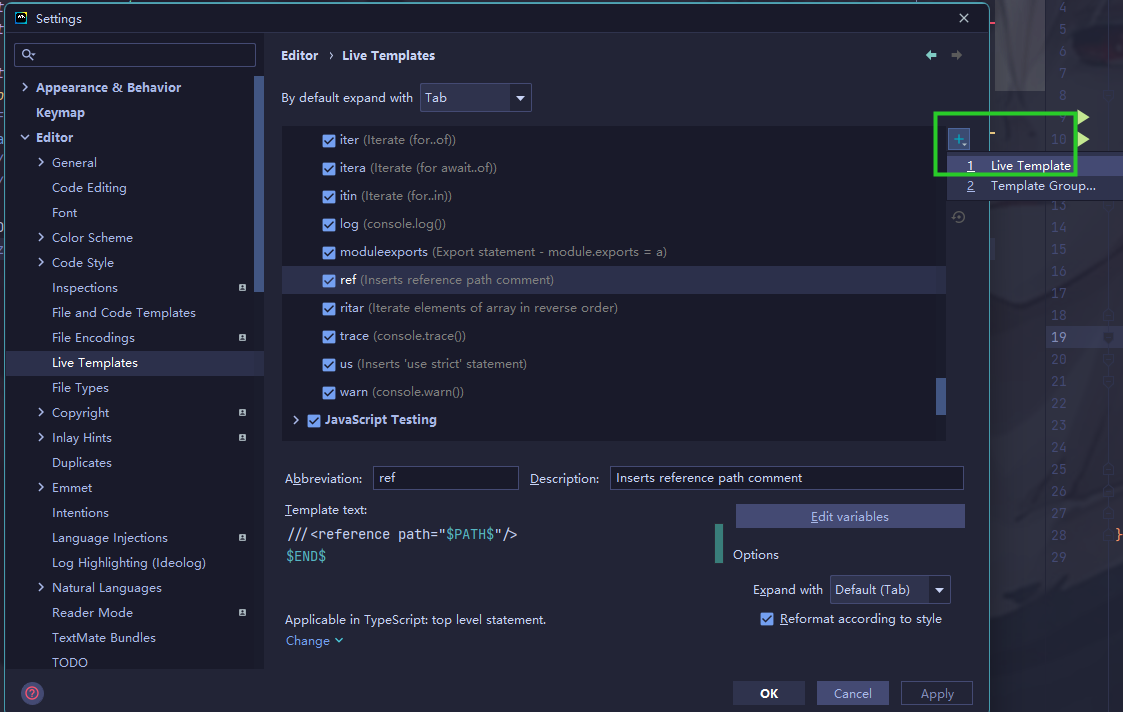 Settings
Editor › Live Templates
By default expand with Tab
Appearance & Behavior
Keymap
Editor
General
Code Editing
Font
Color Scheme
Code Style
Inspections
File and Code Templates
File Encodings
Live Templates
File Types
Copyright
Inlay Hints
Duplicates
Emmet
Intentions
Language Injections
Log Highlighting (Ideolog)
Natural Languages
Reader Mode
TextMate Bundles
TODO
iter (Iterate (for..of))
itera (Iterate (for await..of))
itin (Iterate (for..in))
log (console.log())
moduleexports (Export statement - module.exports = a)
ref (Inserts reference path comment)
ritar (Iterate elements of array in reverse order)
trace (console.trace())
us (Inserts 'use strict' statement)
warn (console.warn())
JavaScript Testing
1 Live Template
2 Template Group...
Abbreviation: ref Description: Inserts reference path comment
Template text:
///<reference path="$PATH$"/>
$END$
Edit variables
Options
Expand with Default (Tab)
Reformat according to style
Applicable in TypeScript: top level statement.
Change
OK Cancel Apply
4
5
6
7
8
9
10
13
14
15
16
17
18
19
20
21
22
23
24
25
26
27
28 }
29